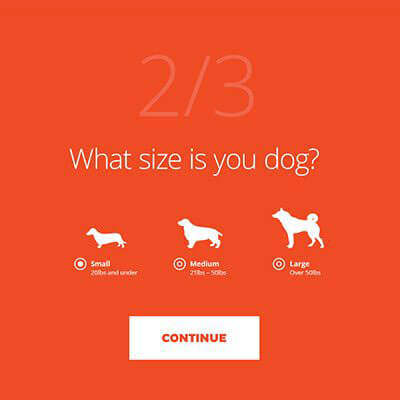 2/3
What size is you dog?
Small
20lbs and under
Medium
21lbs – 50lbs
Large
Over 50lbs
CONTINUE